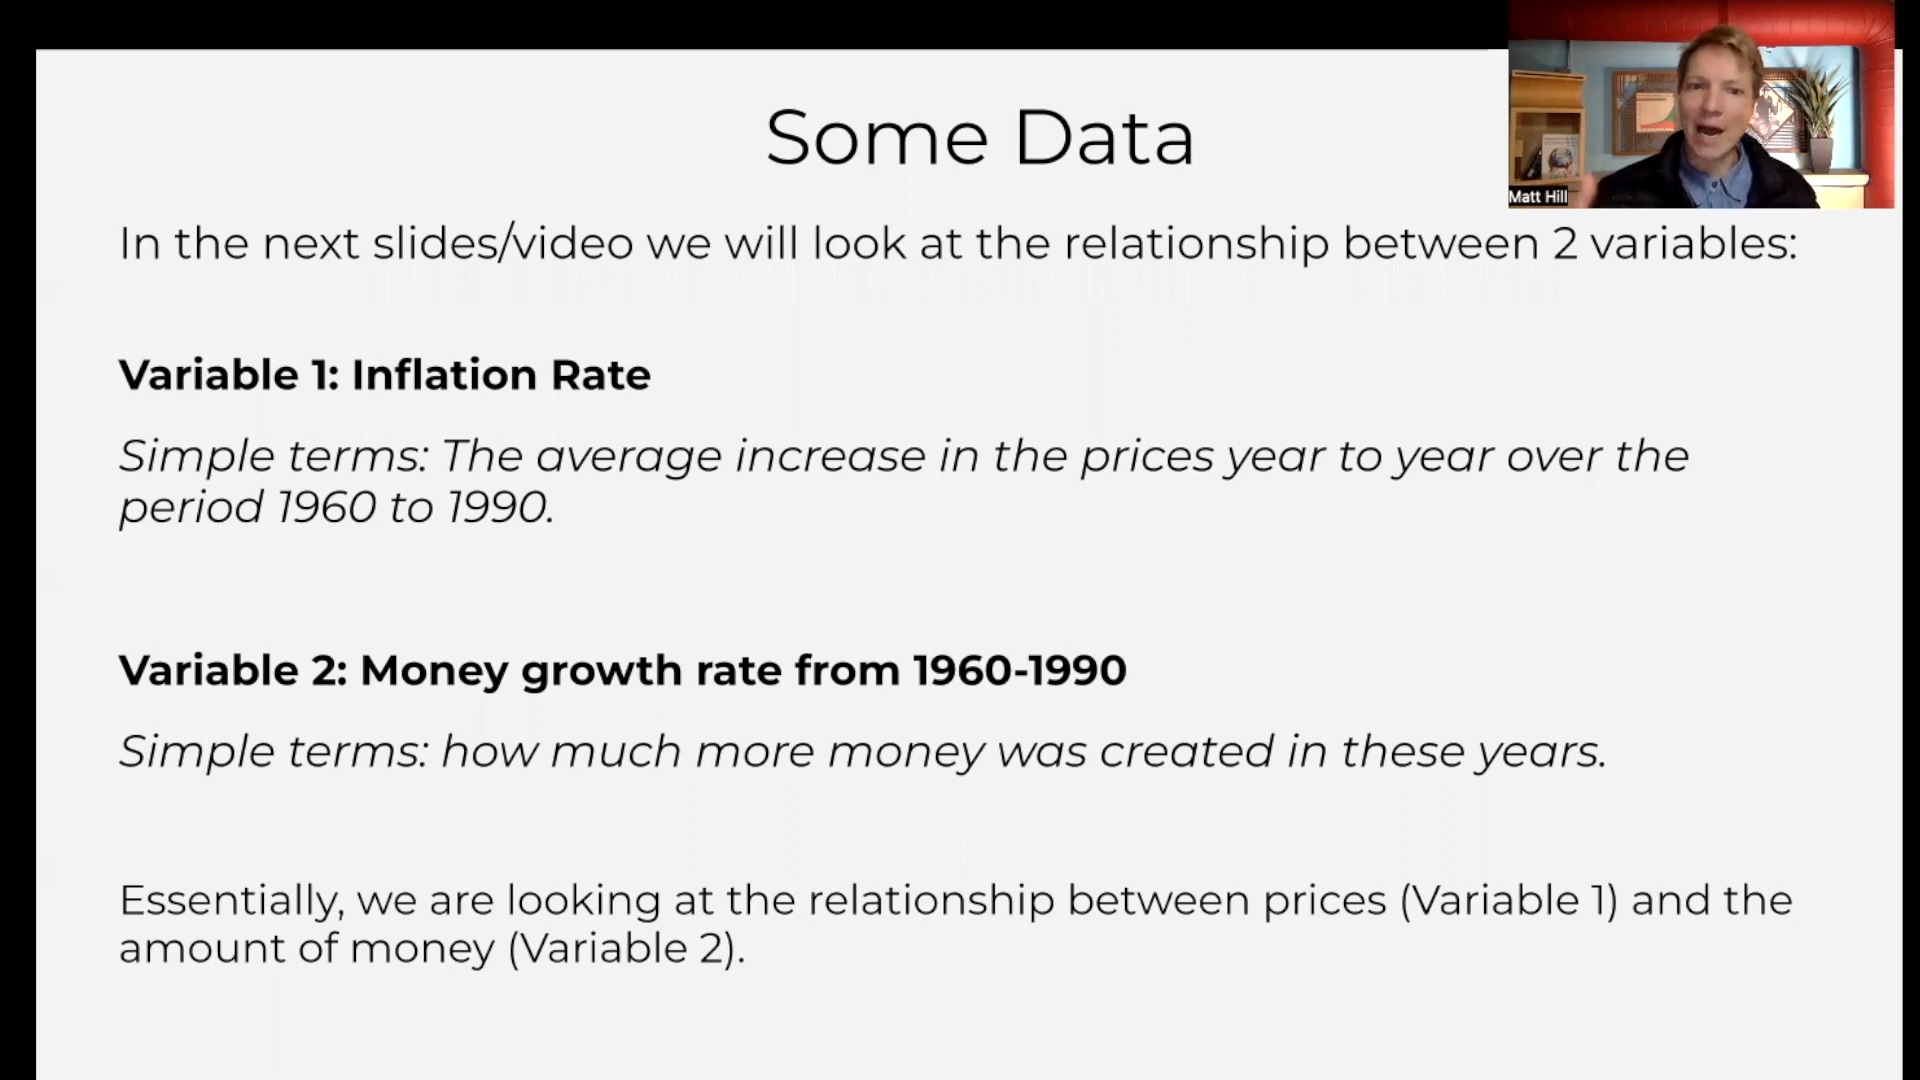 Some Data
Matt Hill
In the next slides/video we will look at the relationship between 2 variables:
Variable 1: Inflation Rate
Simple terms: The average increase in the prices year to year over the
period 1960 to 1990.
Variable 2: Money growth rate from 1960-1990
Simple terms: how much more money was created in these years.
Essentially, we are looking at the relationship between prices (Variable 1) and the
amount of money (Variable 2).